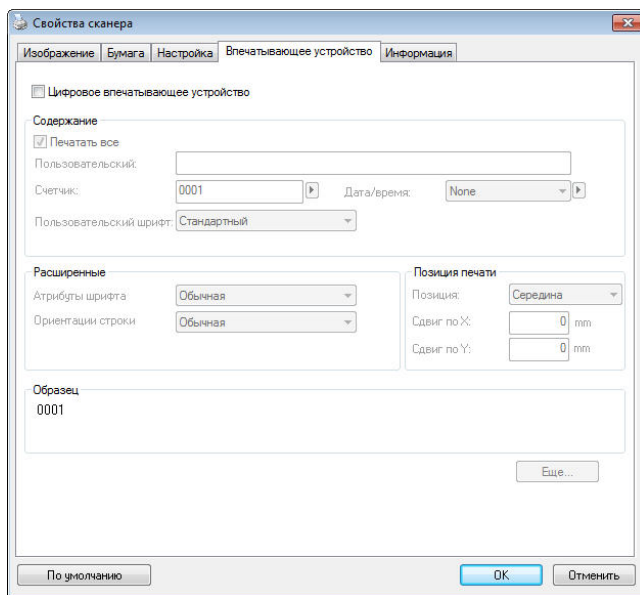 Свойства сканера
Изображение Бумага Настройка Впечатывающее устройство Информация
Цифровое впечатывающее устройство
Содержание
Печатать все
Пользовательский:
Счетчик: 0001 Дата/время: None
Пользовательский шрифт: Стандартный
Расширенные
Атрибуты шрифта Обычная
Ориентации строки Обычная
Позиция печати
Позиция: Середина
Сдвиг по X: 0 mm
Сдвиг по Y: 0 mm
Образец
0001
Еще...
По умолчанию OK Отменить